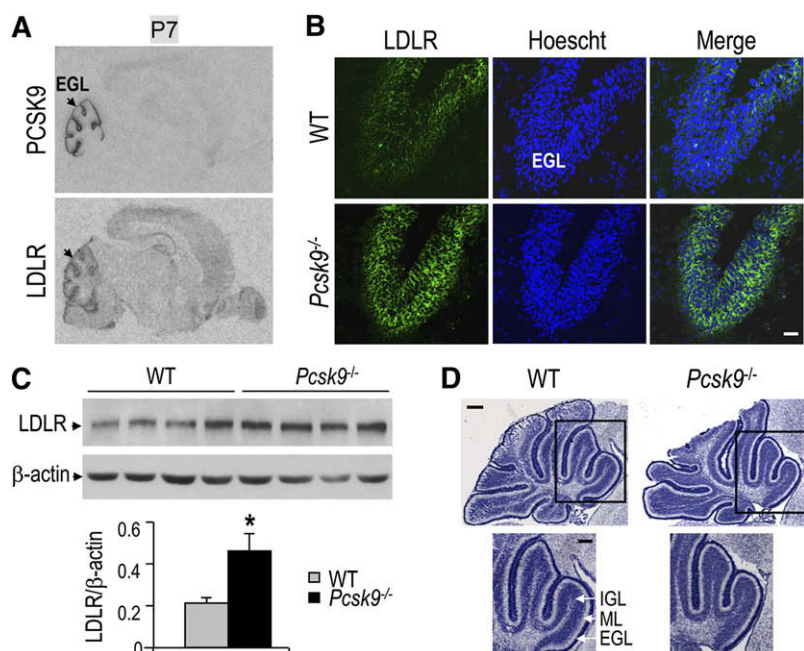 A
P7
PCSK9
EGL
LDLR
B
LDLR Hoescht Merge
WT
EGL
Pcsk9-/-
C
WT Pcsk9-/-
LDLR
β-actin
LDLR/β-actin
0.6
0.4
0.2
0
*
WT
Pcsk9-/-
D
WT Pcsk9-/-
IGL
ML
EGL